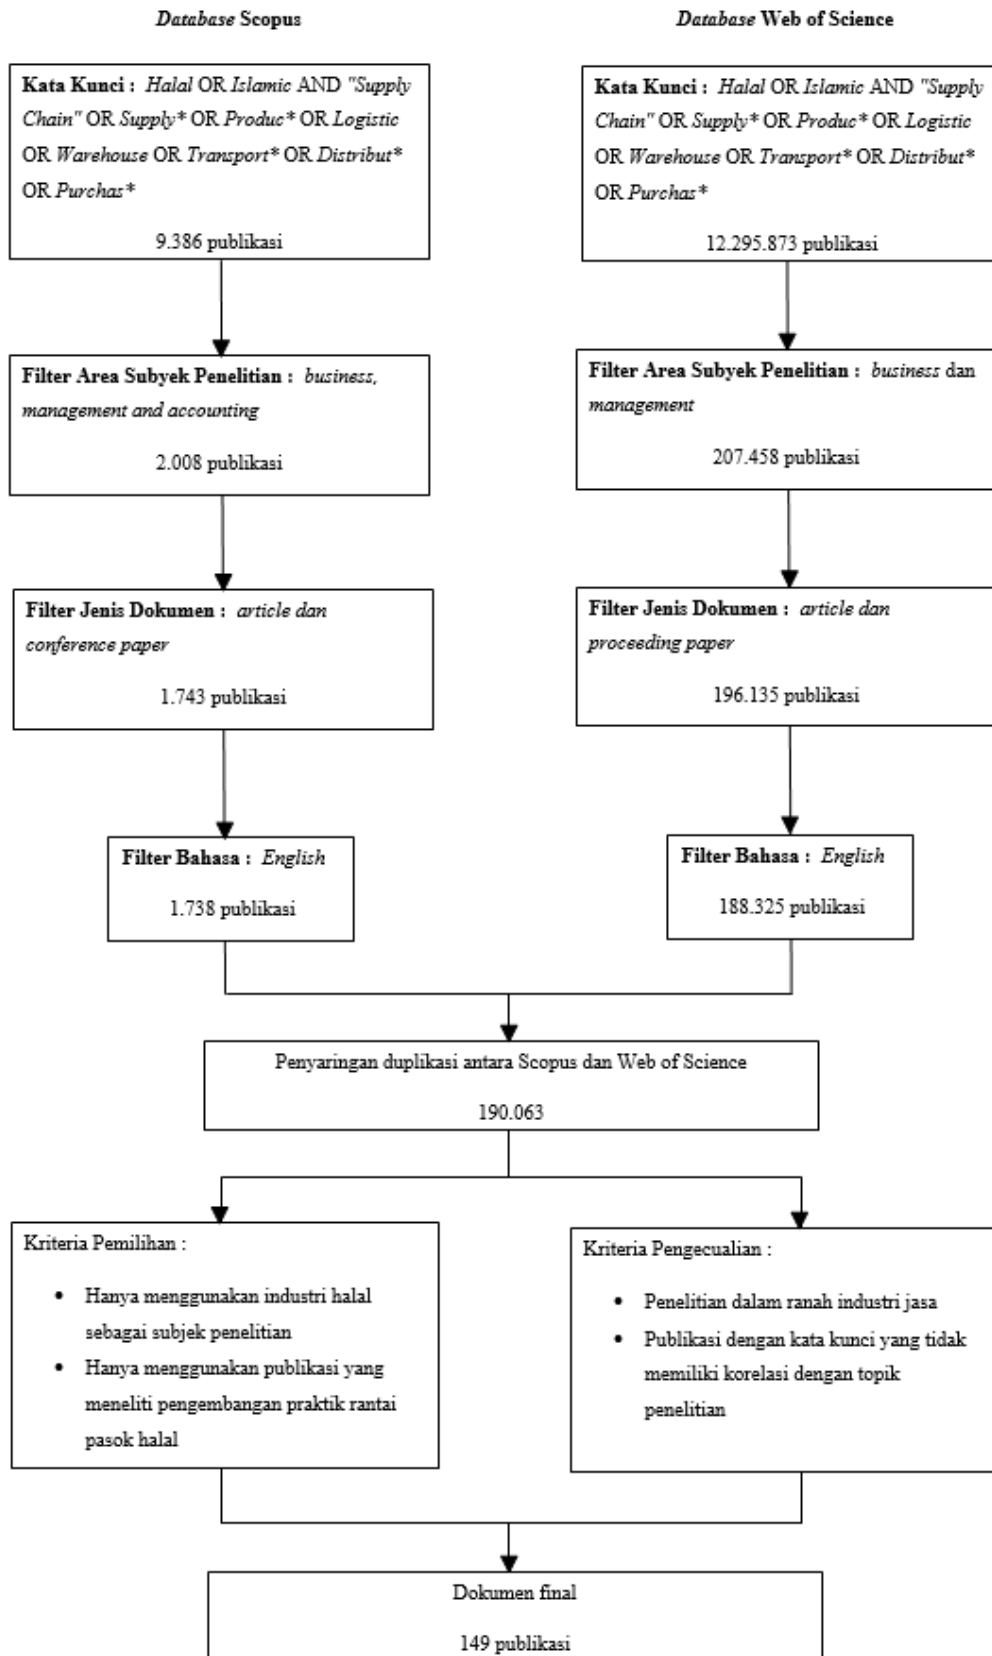 Database Scopus
Kata Kunci : Halal OR Islamic AND "Supply
Chain" OR Supply* OR Produc* OR Logistic
OR Warehouse OR Transport* OR Distribut*
OR Purchas*
9.386 publikasi
Filter Area Subyek Penelitian : business,
management and accounting
2.008 publikasi
Filter Jenis Dokumen : article dan
conference paper
1.743 publikasi
Filter Bahasa : English
1.738 publikasi
Database Web of Science
Kata Kunci : Halal OR Islamic AND "Supply
Chain" OR Supply* OR Produc* OR Logistic
OR Warehouse OR Transport* OR Distribut*
OR Purchas*
12.295.873 publikasi
Filter Area Subyek Penelitian : business dan
management
207.458 publikasi
Filter Jenis Dokumen : article dan
proceeding paper
196.135 publikasi
Filter Bahasa : English
188.325 publikasi
Penyaringan duplikasi antara Scopus dan Web of Science
190.063
Kriteria Pemilihan :
• Hanya menggunakan industri halal
sebagai subjek penelitian
• Hanya menggunakan publikasi yang
meneliti pengembangan praktik rantai
pasok halal
Kriteria Pengecualian :
• Penelitian dalam ranah industri jasa
• Publikasi dengan kata kunci yang tidak
memiliki korelasi dengan topik
penelitian
Dokumen final
149 publikasi